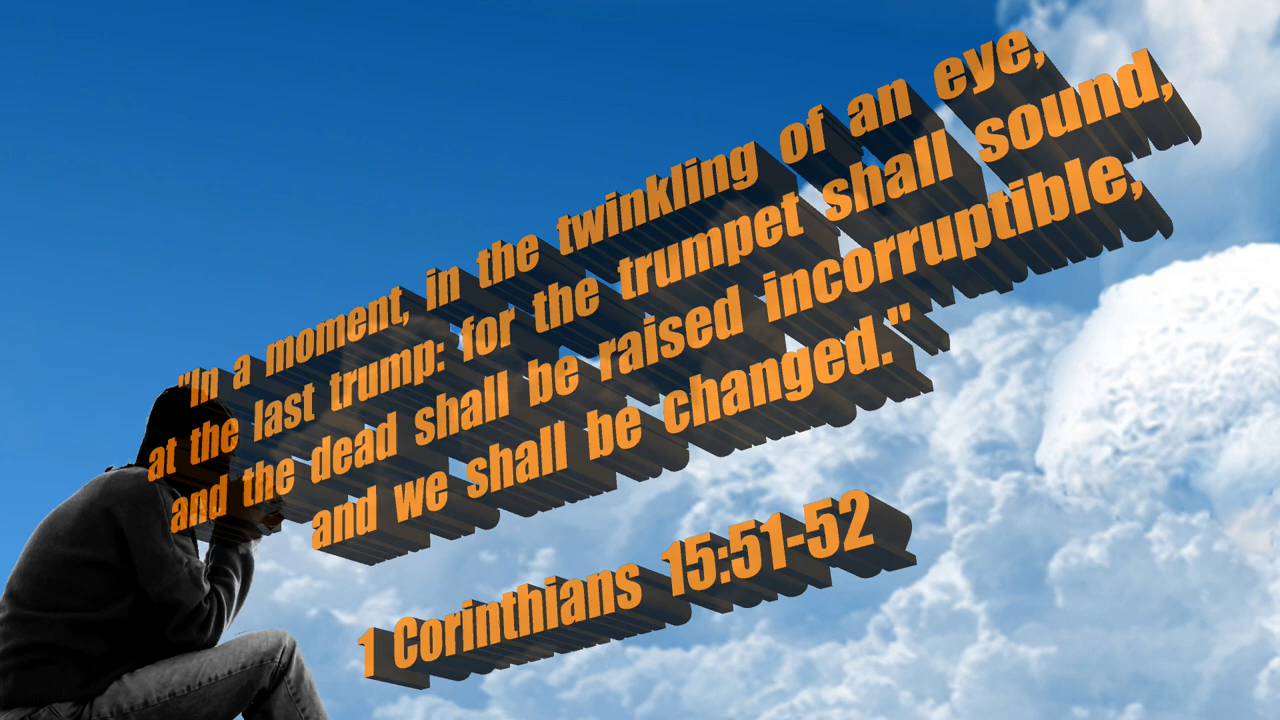 "In a moment, in the twinkling of an eye,
at the last trump: for the trumpet shall sound,
and the dead shall be raised incorruptible,
and we shall be changed."
1 Corinthians 15:51-52